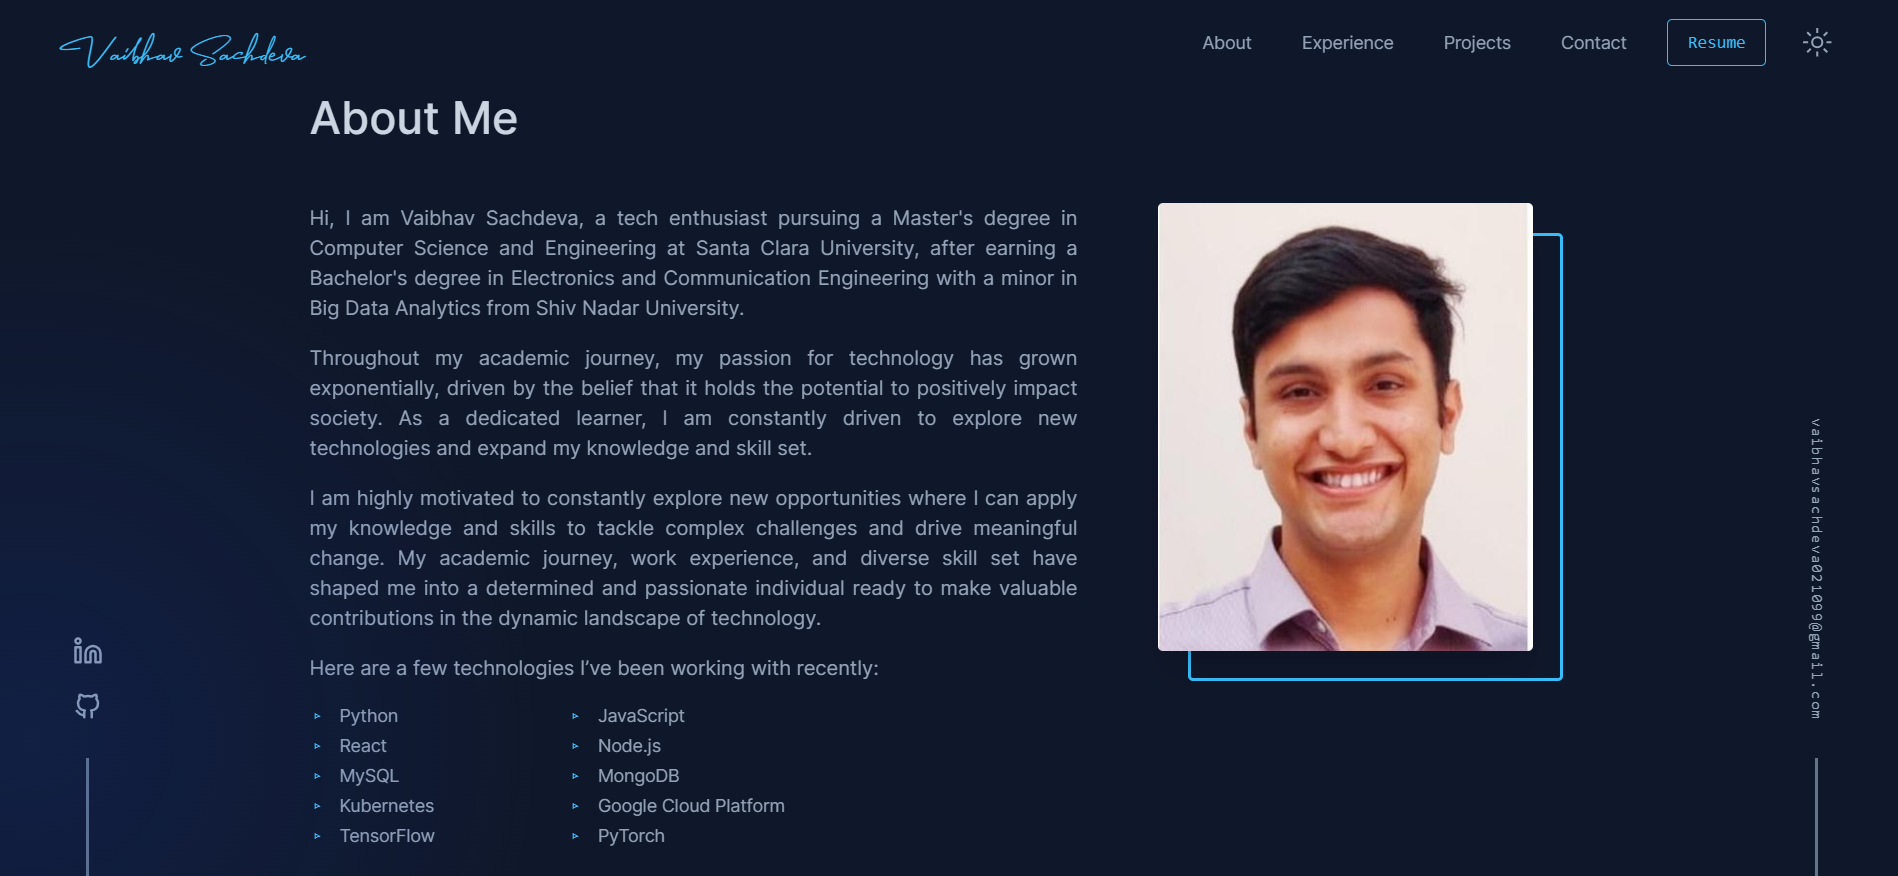 Vaibhav Sachdeva
About
Experience
Projects
Contact
Resume
About Me
Hi, I am Vaibhav Sachdeva, a tech enthusiast pursuing a Master's degree in
Computer Science and Engineering at Santa Clara University, after earning a
Bachelor's degree in Electronics and Communication Engineering with a minor in
Big Data Analytics from Shiv Nadar University.
Throughout my academic journey, my passion for technology has grown
exponentially, driven by the belief that it holds the potential to positively impact
society. As a dedicated learner, I am constantly driven to explore new
technologies and expand my knowledge and skill set.
I am highly motivated to constantly explore new opportunities where I can apply
my knowledge and skills to tackle complex challenges and drive meaningful
change. My academic journey, work experience, and diverse skill set have
shaped me into a determined and passionate individual ready to make valuable
contributions in the dynamic landscape of technology.
Here are a few technologies I’ve been working with recently:
Python
JavaScript
React
Node.js
MySQL
MongoDB
Kubernetes
Google Cloud Platform
TensorFlow
PyTorch
in
vaibhavsachdeva021099@gmail.com